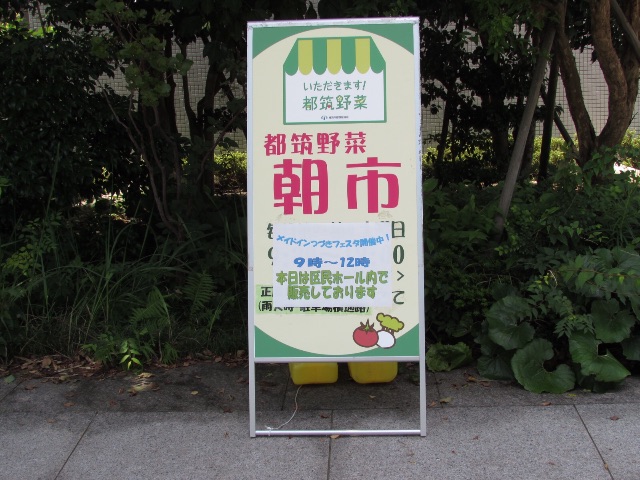 いただきます!
都筑野菜
都筑野菜
朝市
日
メイドインつづきフェスタ開催中!
9時～12時
本日は区民ホール内で
販売しております